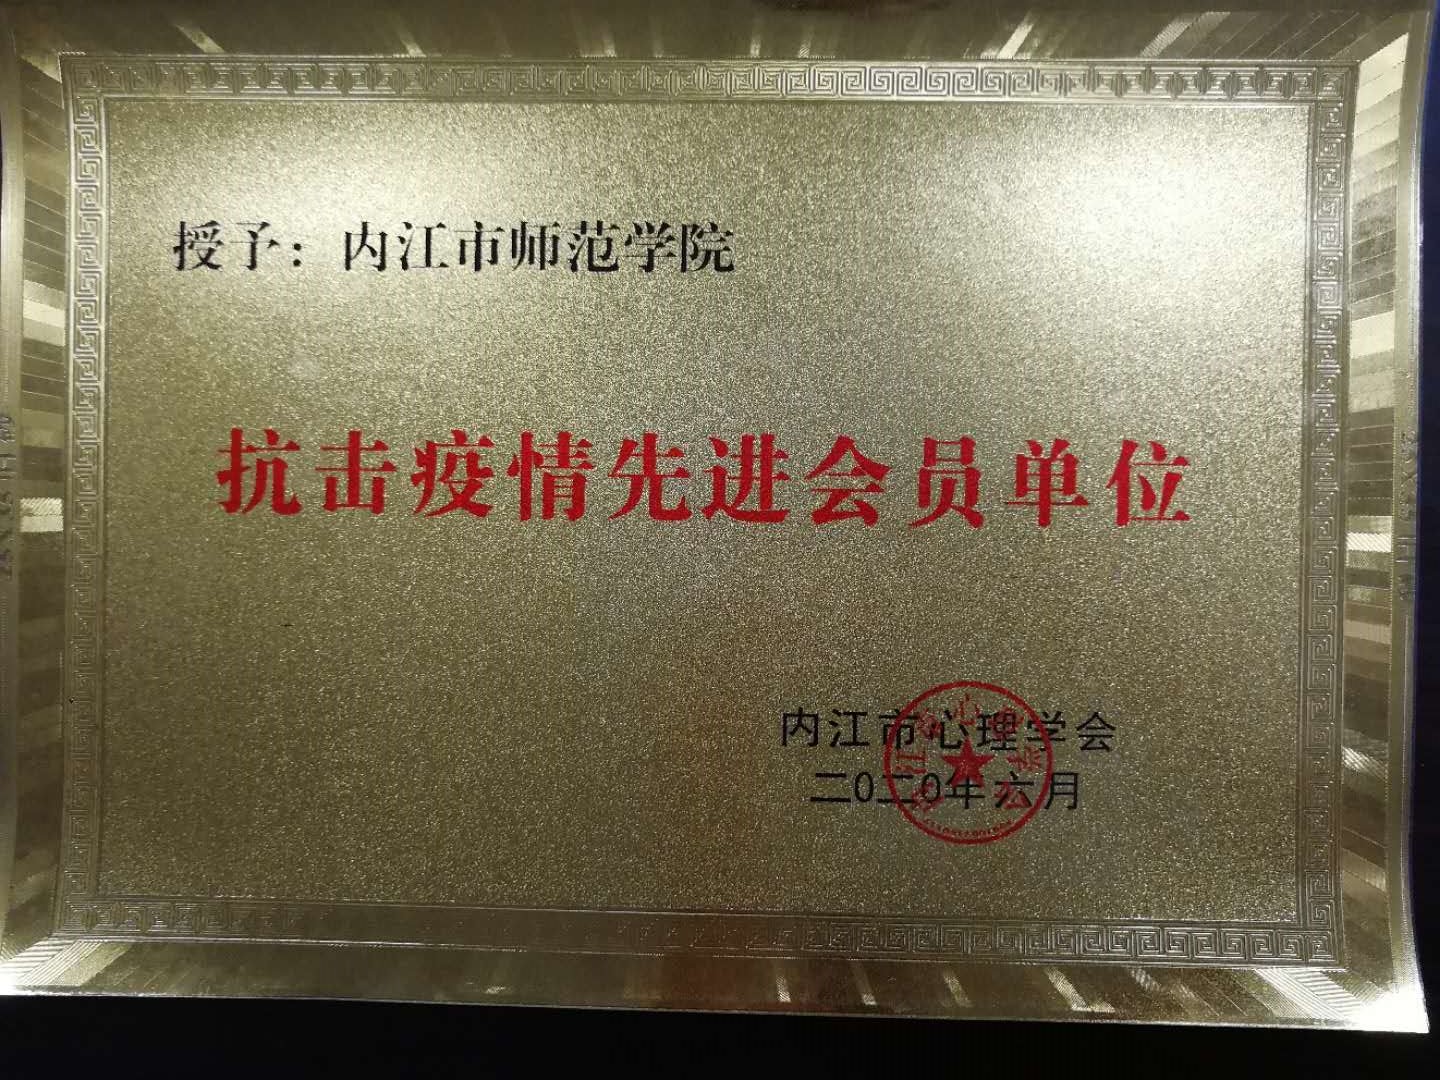 授予：内江市师范学院
抗击疫情先进会员单位
内江市心理学会
二〇二〇年六月